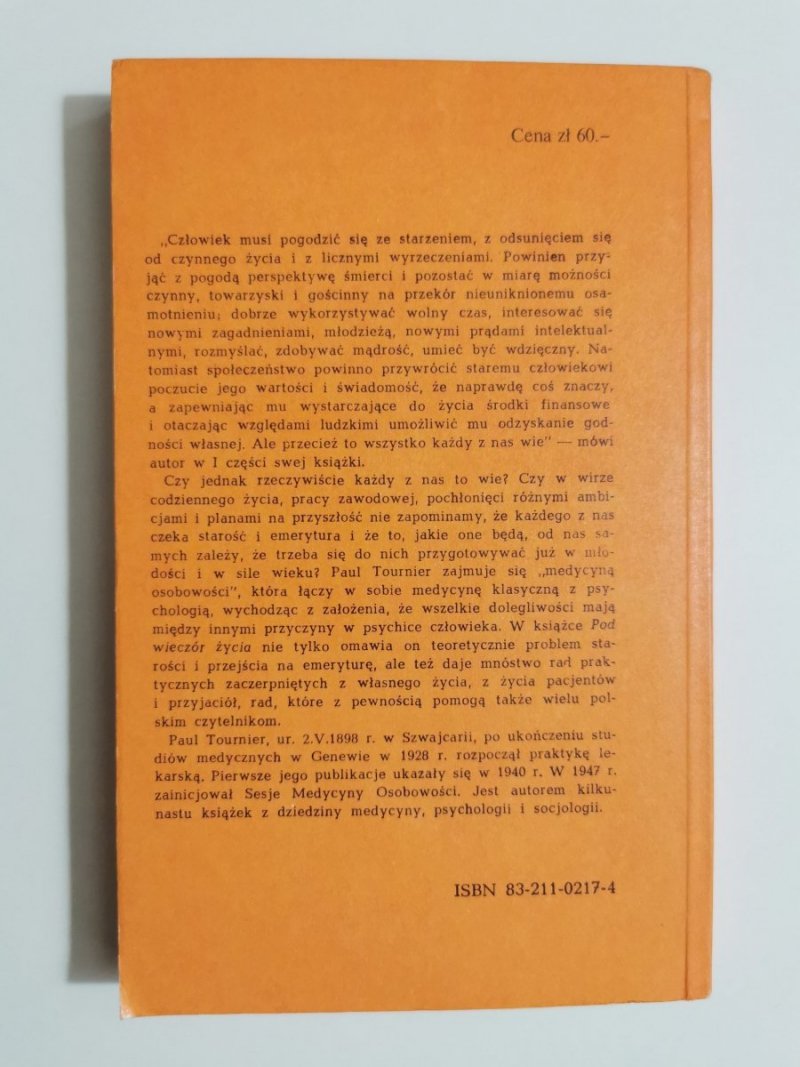 Cena zł 60.–
„Człowiek musi pogodzić się ze starzeniem, z odsunięciem się
od czynnego życia i z licznymi wyrzeczeniami. Powinien przy-
jąć z pogodą perspektywę śmierci i pozostać w miarę możności
czynny, towarzyski i gościnny na przekór nieuniknionemu osa-
motnieniu; dobrze wykorzystywać wolny czas, interesować się
nowymi zagadnieniami, młodzieżą, nowymi prądami intelektual-
nymi, rozmyślać, zdobywać mądrość, umieć być wdzięczny. Na-
tomiast społeczeństwo powinno przywrócić staremu człowiekowi
poczucie jego wartości i świadomość, że naprawdę coś znaczy,
a zapewniając mu wystarczające do życia środki finansowe
i otaczając względami ludzkimi umożliwić mu odzyskanie god-
ności własnej. Ale przecież to wszystko każdy z nas wie" — mówi
autor w I części swej książki.
Czy jednak rzeczywiście każdy z nas to wie? Czy w wirze
codziennego życia, pracy zawodowej, pochłonięci różnymi ambi-
cjami i planami na przyszłość nie zapominamy, że każdego z nas
czeka starość i emerytura i że to, jakie one będą, od nas sa-
mych zależy, że trzeba się do nich przygotowywać już w mło-
dości i w sile wieku? Paul Tournier zajmuje się „medycyną
osobowości", która łączy w sobie medycynę klasyczną z psy-
chologią, wychodząc z założenia, że wszelkie dolegliwości mają
między innymi przyczyny w psychice człowieka. W książce Pod
wieczór życia nie tylko omawia on teoretycznie problem sta-
rości i przejścia na emeryturę, ale też daje mnóstwo rad prak-
tycznych zaczerpniętych z własnego życia, z życia pacjentów
i przyjaciół, rad, które z pewnością pomogą także wielu pol-
skim czytelnikom.
Paul Tournier, ur. 2.V.1898 r. w Szwajcarii, po ukończeniu stu-
diów medycznych w Genewie w 1928 r. rozpoczął praktykę le-
karską. Pierwsze jego publikacje ukazały się w 1940 r. W 1947 r.
zainicjował Sesje Medycyny Osobowości. Jest autorem kilku-
nastu książek z dziedziny medycyny, psychologii i socjologii.
ISBN 83-211-0217-4